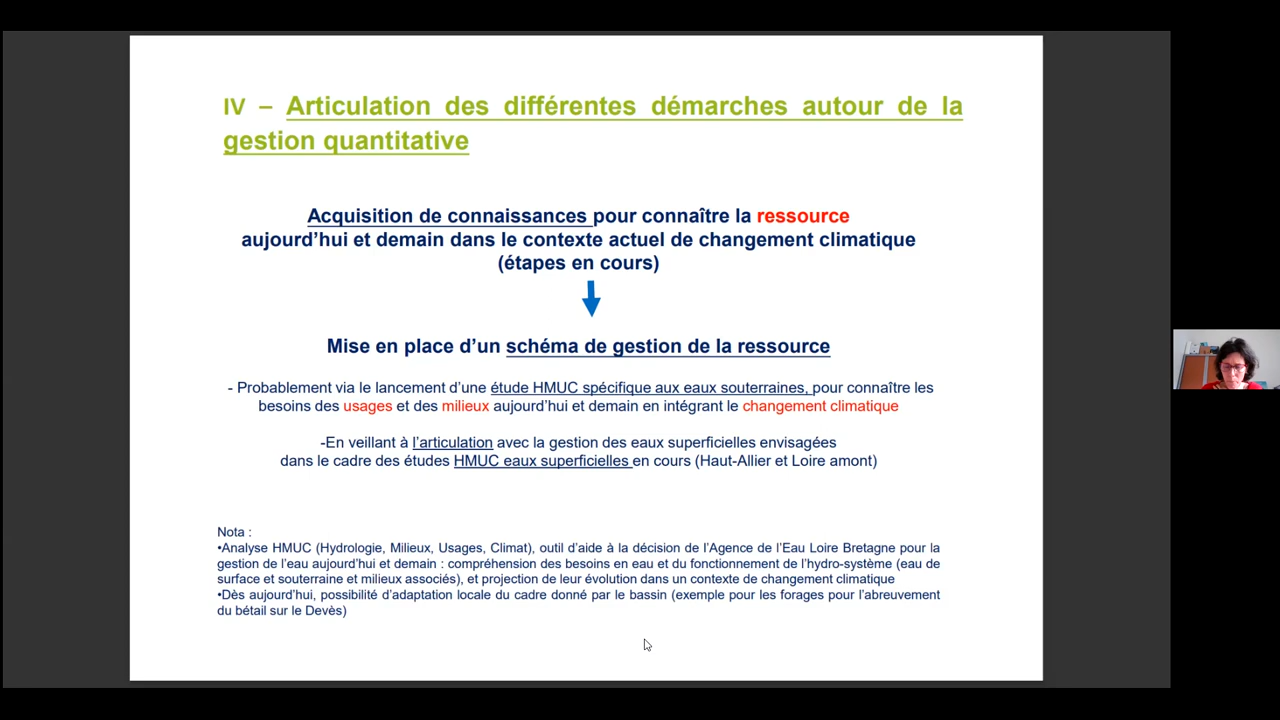 IV – Articulation des différentes démarches autour de la
gestion quantitative
Acquisition de connaissances pour connaître la ressource
aujourd'hui et demain dans le contexte actuel de changement climatique
(étapes en cours)
Mise en place d'un schéma de gestion de la ressource
- Probablement via le lancement d'une étude HMUC spécifique aux eaux souterraines, pour connaître les
besoins des usages et des milieux aujourd'hui et demain en intégrant le changement climatique
-En veillant à l'articulation avec la gestion des eaux superficielles envisagées
dans le cadre des études HMUC eaux superficielles en cours (Haut-Allier et Loire amont)
Nota :
•Analyse HMUC (Hydrologie, Milieux, Usages, Climat), outil d'aide à la décision de l'Agence de l'Eau Loire Bretagne pour la
gestion de l'eau aujourd'hui et demain : compréhension des besoins en eau et du fonctionnement de l'hydro-système (eau de
surface et souterraine et milieux associés), et projection de leur évolution dans un contexte de changement climatique
•Dès aujourd'hui, possibilité d'adaptation locale du cadre donné par le bassin (exemple pour les forages pour l'abreuvement
du bétail sur le Devès)